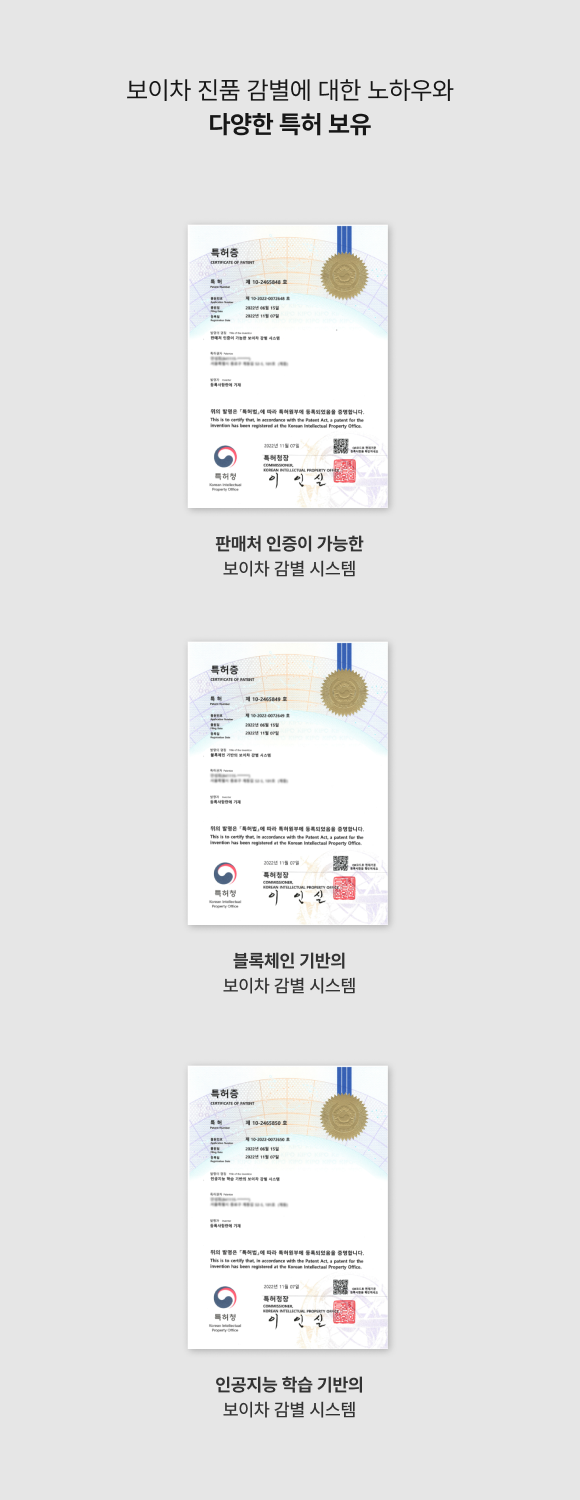 보이차 진품 감별에 대한 노하우와
다양한 특허 보유
특허증
CERTIFICATE OF PATENT
특 허
Patent Number
제 10-2465848 호
출원번호
Application Number
제 10-2022-0072648 호
출원일
Filing Date
2022년 06월 15일
등록일
Registration Date
2022년 11월 07일
발명의 명칭 Title of the Invention
판매처 인증이 가능한 보이차 감별 시스템
특허권자 Patentee
발명자 Inventor
등록사항란에 기재
위의 발명은 「특허법」에 따라 특허원부에 등록되었음을 증명합니다.
This is to certify that, in accordance with the Patent Act, a patent for the
invention has been registered at the Korean Intellectual Property Office.
2022년 11월 07일
특허청장
COMMISSIONER,
KOREAN INTELLECTUAL PROPERTY OFFICE
이 인 실
특허청
Korean Intellectual
Property Office
판매처 인증이 가능한
보이차 감별 시스템
특허증
CERTIFICATE OF PATENT
특 허
Patent Number
제 10-2465849 호
출원번호
Application Number
제 10-2022-0072649 호
출원일
Filing Date
2022년 06월 15일
등록일
Registration Date
2022년 11월 07일
발명의 명칭 Title of the Invention
블록체인 기반의 보이차 감별 시스템
특허권자 Patentee
발명자 Inventor
등록사항란에 기재
위의 발명은 「특허법」에 따라 특허원부에 등록되었음을 증명합니다.
This is to certify that, in accordance with the Patent Act, a patent for the
invention has been registered at the Korean Intellectual Property Office.
2022년 11월 07일
특허청장
COMMISSIONER,
KOREAN INTELLECTUAL PROPERTY OFFICE
이 인 실
특허청
Korean Intellectual
Property Office
블록체인 기반의
보이차 감별 시스템
특허증
CERTIFICATE OF PATENT
특 허
Patent Number
제 10-2465850 호
출원번호
Application Number
제 10-2022-0072650 호
출원일
Filing Date
2022년 06월 15일
등록일
Registration Date
2022년 11월 07일
발명의 명칭 Title of the Invention
인공지능 학습 기반의 보이차 감별 시스템
특허권자 Patentee
발명자 Inventor
등록사항란에 기재
위의 발명은 「특허법」에 따라 특허원부에 등록되었음을 증명합니다.
This is to certify that, in accordance with the Patent Act, a patent for the
invention has been registered at the Korean Intellectual Property Office.
2022년 11월 07일
특허청장
COMMISSIONER,
KOREAN INTELLECTUAL PROPERTY OFFICE
이 인 실
특허청
Korean Intellectual
Property Office
인공지능 학습 기반의
보이차 감별 시스템